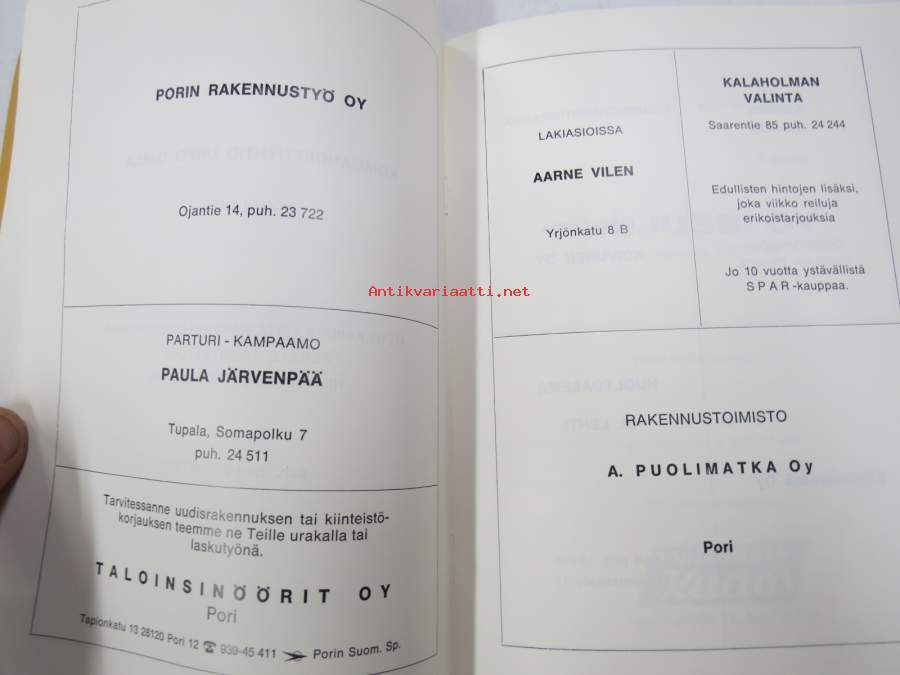 PORIN RAKENNUSTYÖ OY
Ojantie 14, puh. 23 722
PARTURI - KAMPAAMO
PAULA JÄRVENPÄÄ
Tupala, Somapolku 7
puh. 24 511
Tarvitessanne uudisrakennuksen tai kiinteistö-
korjauksen teemme ne Teille urakalla tai
laskutyönä.
TALOINSINÖÖRIT OY
Pori
Tapionkatu 13 28120 Pori 12 ☎ 939-45 411 Porin Suom. Sp.
LAKIASIOISSA
AARNE VILEN
Yrjönkatu 8 B
KALAHOLMAN
VALINTA
Saarentie 85 puh. 24 244
Edullisten hintojen lisäksi,
joka viikko reiluja
erikoistarjouksia
Jo 10 vuotta ystävällistä
SPAR-kauppaa.
RAKENNUSTOIMISTO
A. PUOLIMATKA Oy
Pori
Antikvariaatti.net